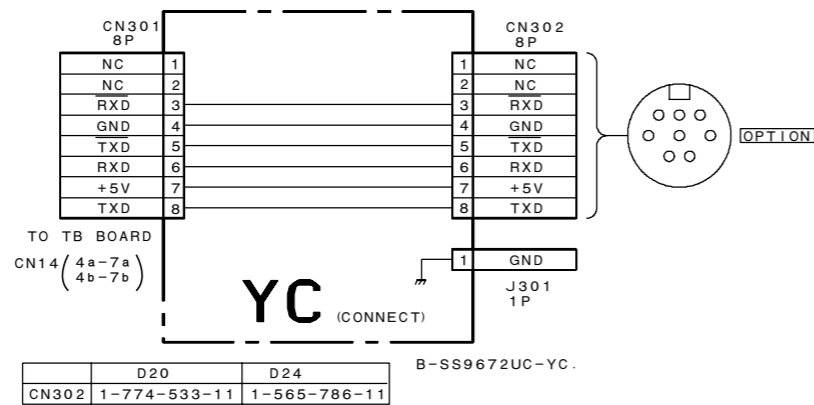 CN301
8P
CN302
8P
NC 1
NC 2
RXD 3
GND 4
TXD 5
RXD 6
+5V 7
TXD 8
1 NC
2 NC
3 RXD
4 GND
5 TXD
6 RXD
7 +5V
8 TXD
OPTION
TO TB BOARD
CN14 (4a-7a
4b-7b)
1 GND
J301
1P
YC (CONNECT)
B-SS9672UC-YC.
D20 D24
CN302 1-774-533-11 1-565-786-11